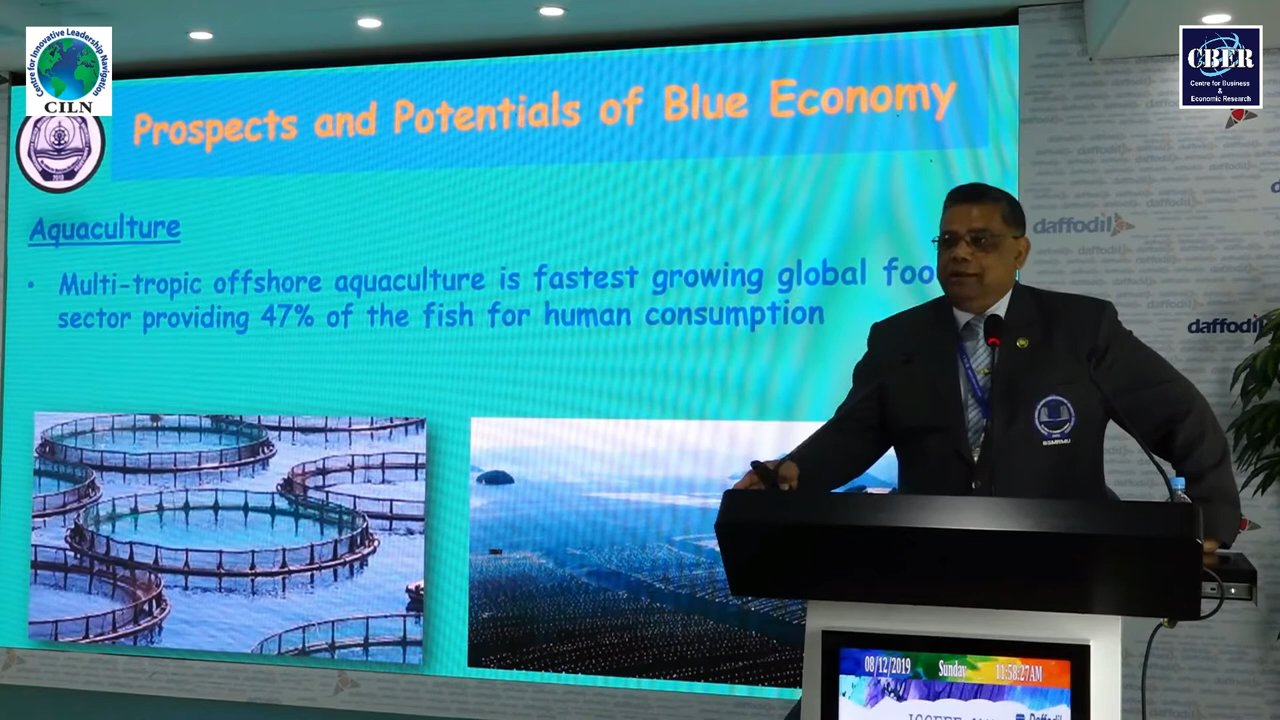 Centre for Innovative Leadership Navigation
CILN
CBER
Centre for Business
&
Economic Research
Prospects and Potentials of Blue Economy
Aquaculture
• Multi-tropic offshore aquaculture is fastest growing global foo
sector providing 47% of the fish for human consumption
daffodil
daffodil
08/12/2019 Sunday 11:58:27AM
Daffodil